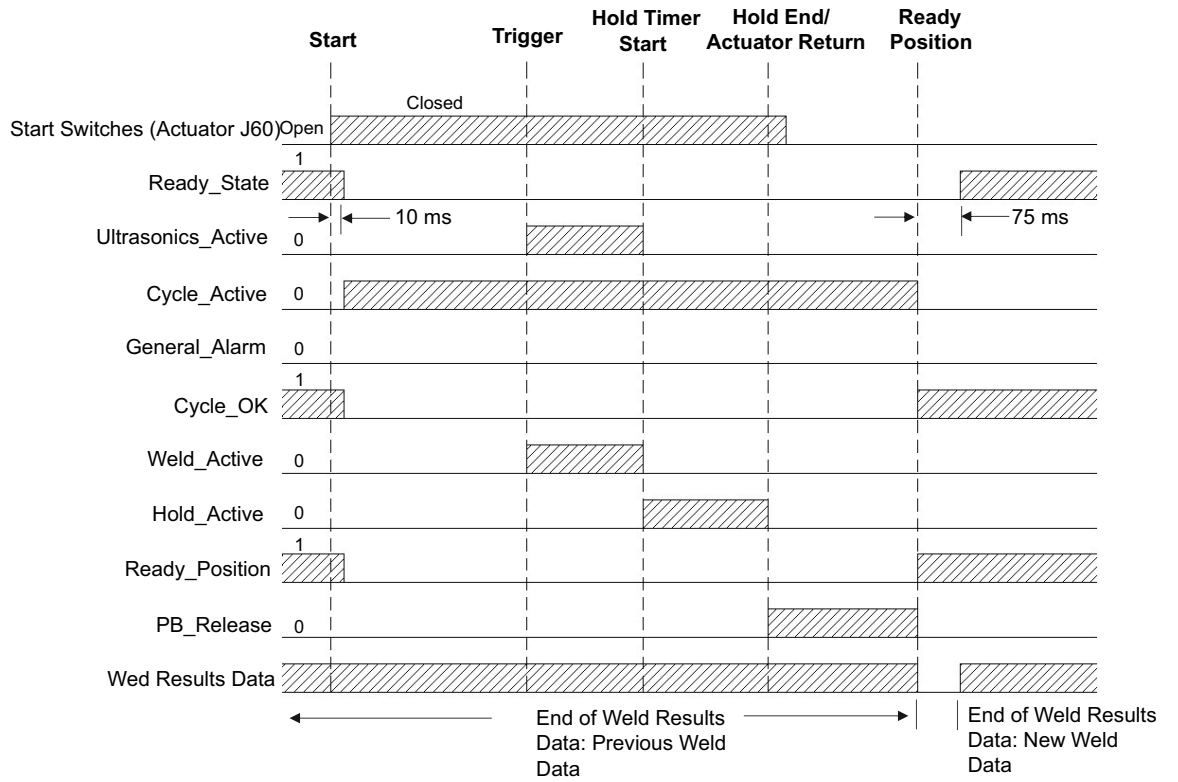 Start
Trigger
Hold Timer
Start
Hold End/
Actuator Return
Ready
Position
Closed
Start Switches (Actuator J60)Open
1
Ready_State
10 ms
75 ms
Ultrasonics_Active 0
Cycle_Active 0
General_Alarm 0
1
Cycle_OK
Weld_Active 0
Hold_Active 0
1
Ready_Position
PB_Release 0
Wed Results Data
End of Weld Results
Data: Previous Weld
Data
End of Weld Results
Data: New Weld
Data